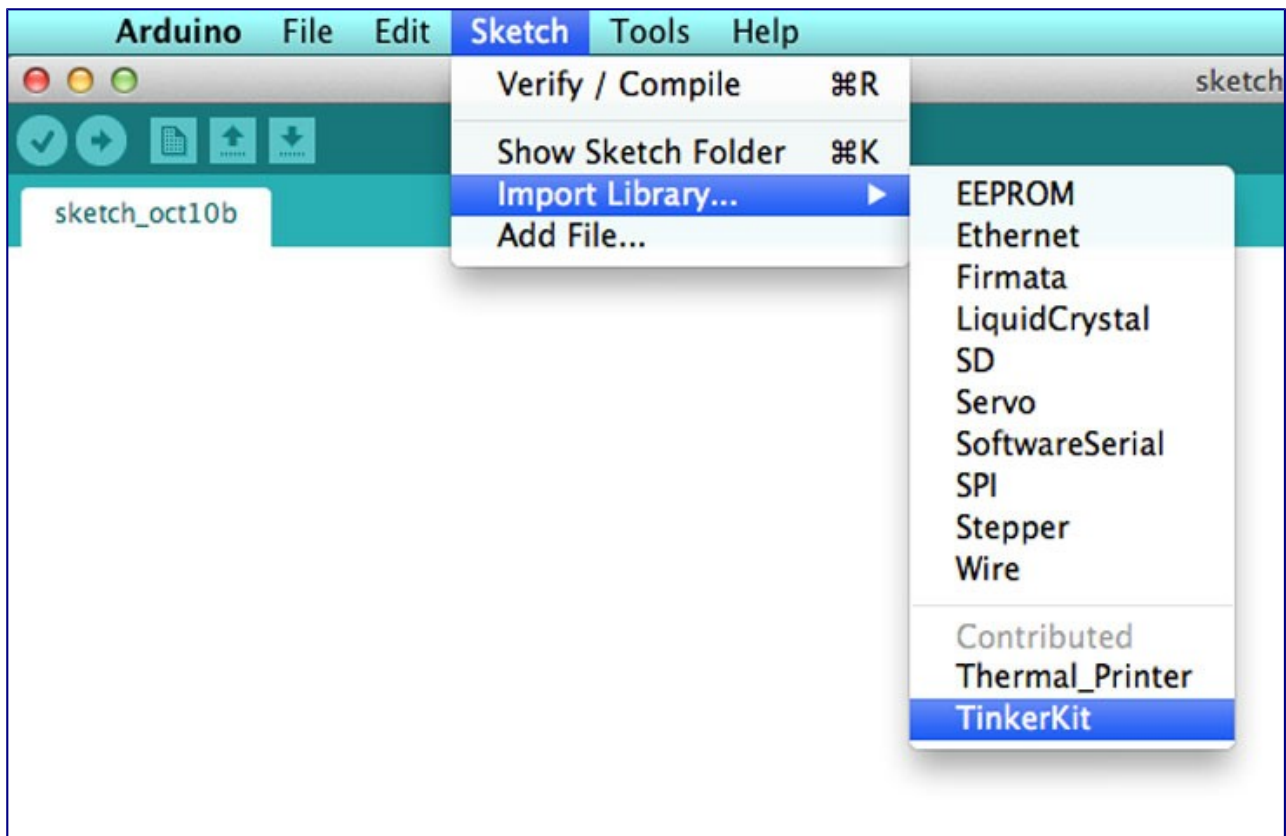 Arduino File Edit Sketch Tools Help
sketch
Verify / Compile ⌘R
Show Sketch Folder ⌘K
Import Library... ▶
Add File...
sketch_oct10b
EEPROM
Ethernet
Firmata
LiquidCrystal
SD
Servo
SoftwareSerial
SPI
Stepper
Wire
Contributed
Thermal_Printer
TinkerKit